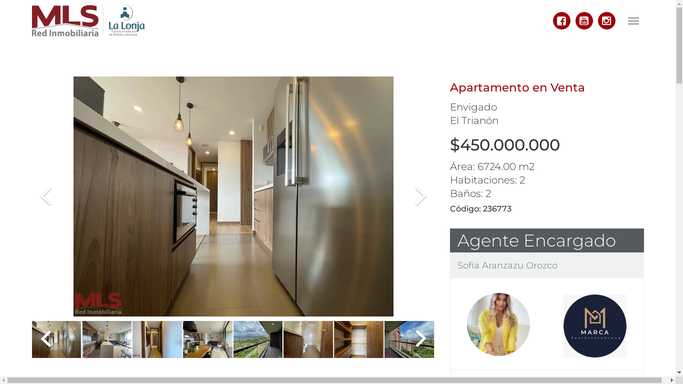 MLS
Red Inmobiliaria
La Lonja
Apartamento en Venta
Envigado
El Trianón
$450.000.000
Área: 6724.00 m2
Habitaciones: 2
Baños: 2
Código: 236773
MLS
Red Inmobiliaria
Agente Encargado
Sofía Aranzazu Orozco
MARCA